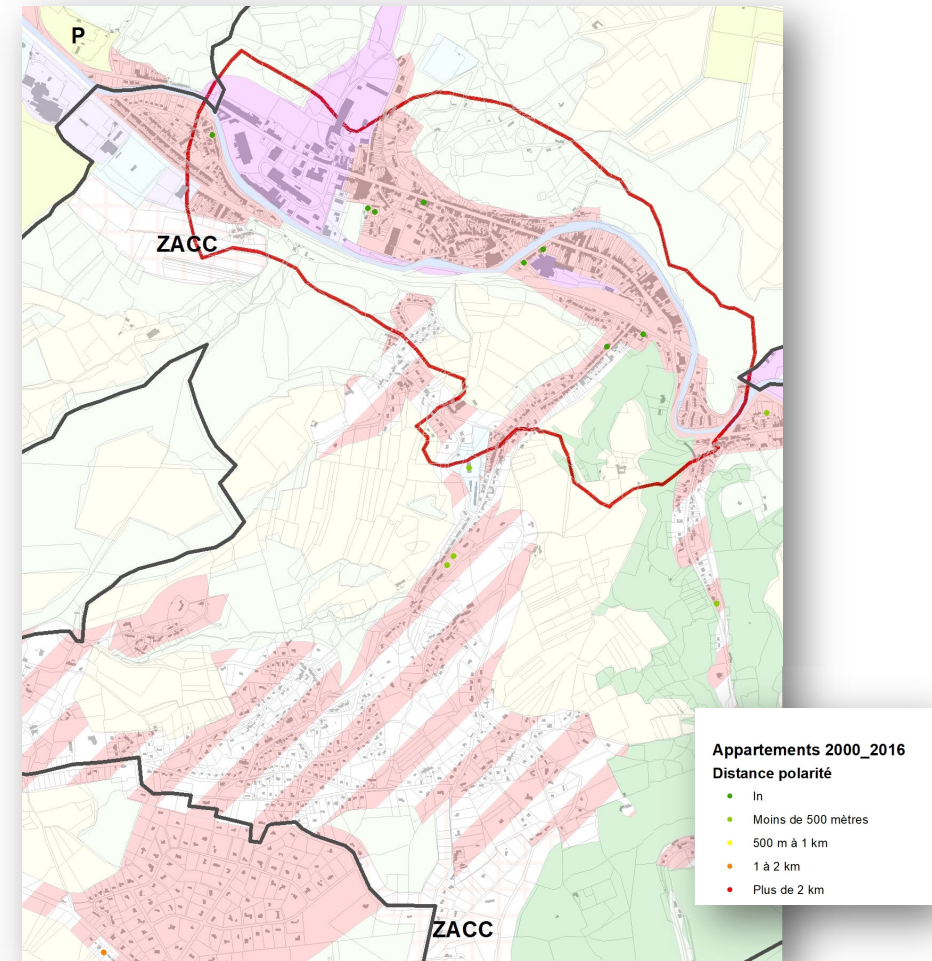 P
ZACC
Appartements 2000_2016
Distance polarité
In
Moins de 500 mètres
500 m à 1 km
1 à 2 km
Plus de 2 km
ZACC